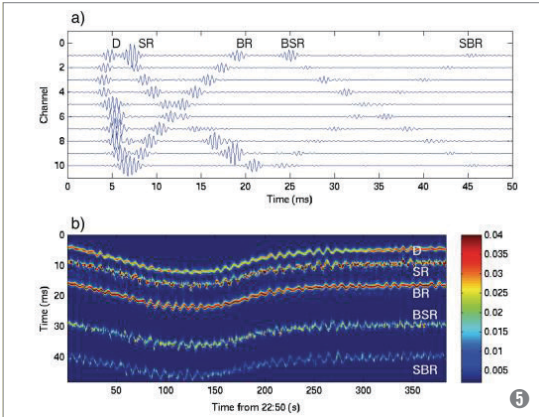 a)
D SR BR BSR SBR
0
2
4
6
8
10
Channel
0 5 10 15 20 25 30 35 40 45 50
Time (ms)
b)
0
10
20
30
40
Time (ms)
D
SR
BR
BSR
SBR
50 100 150 200 250 300 350
Time from 22:50 (s)
0.04
0.035
0.03
0.025
0.02
0.015
0.01
0.005
5